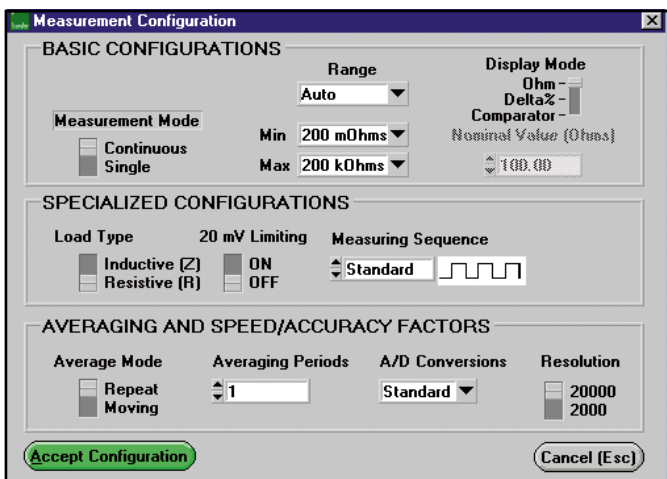 Measurement Configuration
BASIC CONFIGURATIONS
Range
Auto
Display Mode
Ohm
Delta%
Comparator
Measurement Mode
Continuous
Single
Min 200 mOhms
Max 200 kOhms
Nominal Value (Ohms)
100.00
SPECIALIZED CONFIGURATIONS
Load Type
Inductive (Z)
Resistive (R)
20 mV Limiting
ON
OFF
Measuring Sequence
Standard
AVERAGING AND SPEED/ACCURACY FACTORS
Average Mode
Repeat
Moving
Averaging Periods
1
A/D Conversions
Standard
Resolution
20000
2000
Accept Configuration
Cancel (Esc)